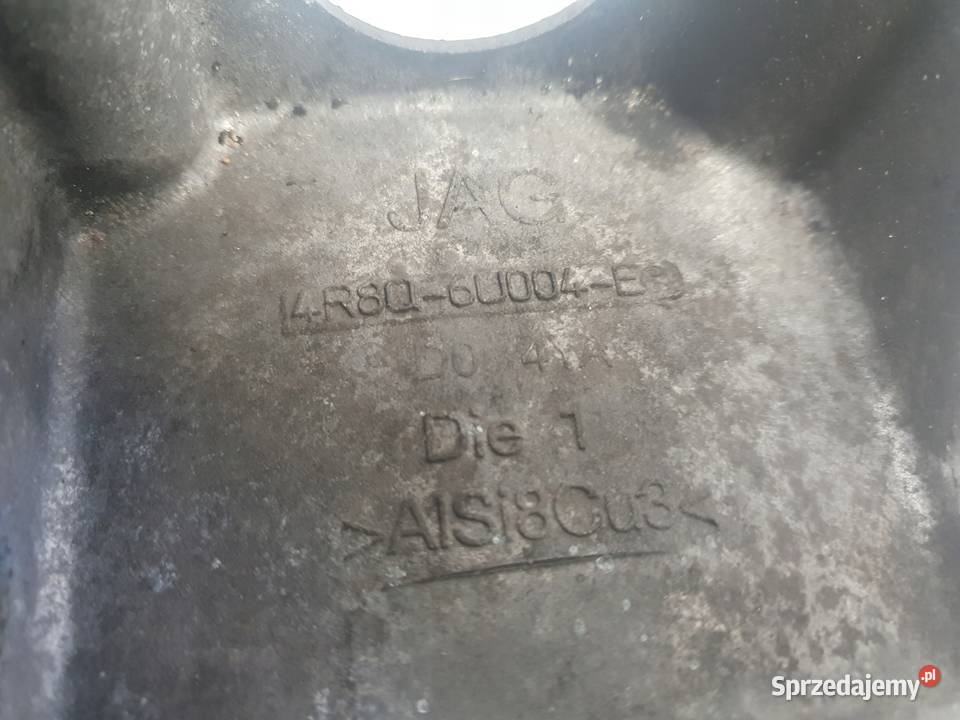 JAG
4R8Q-6U004-E
Die 1
>AlSi8Cu3<
Sprzedajemy.pl